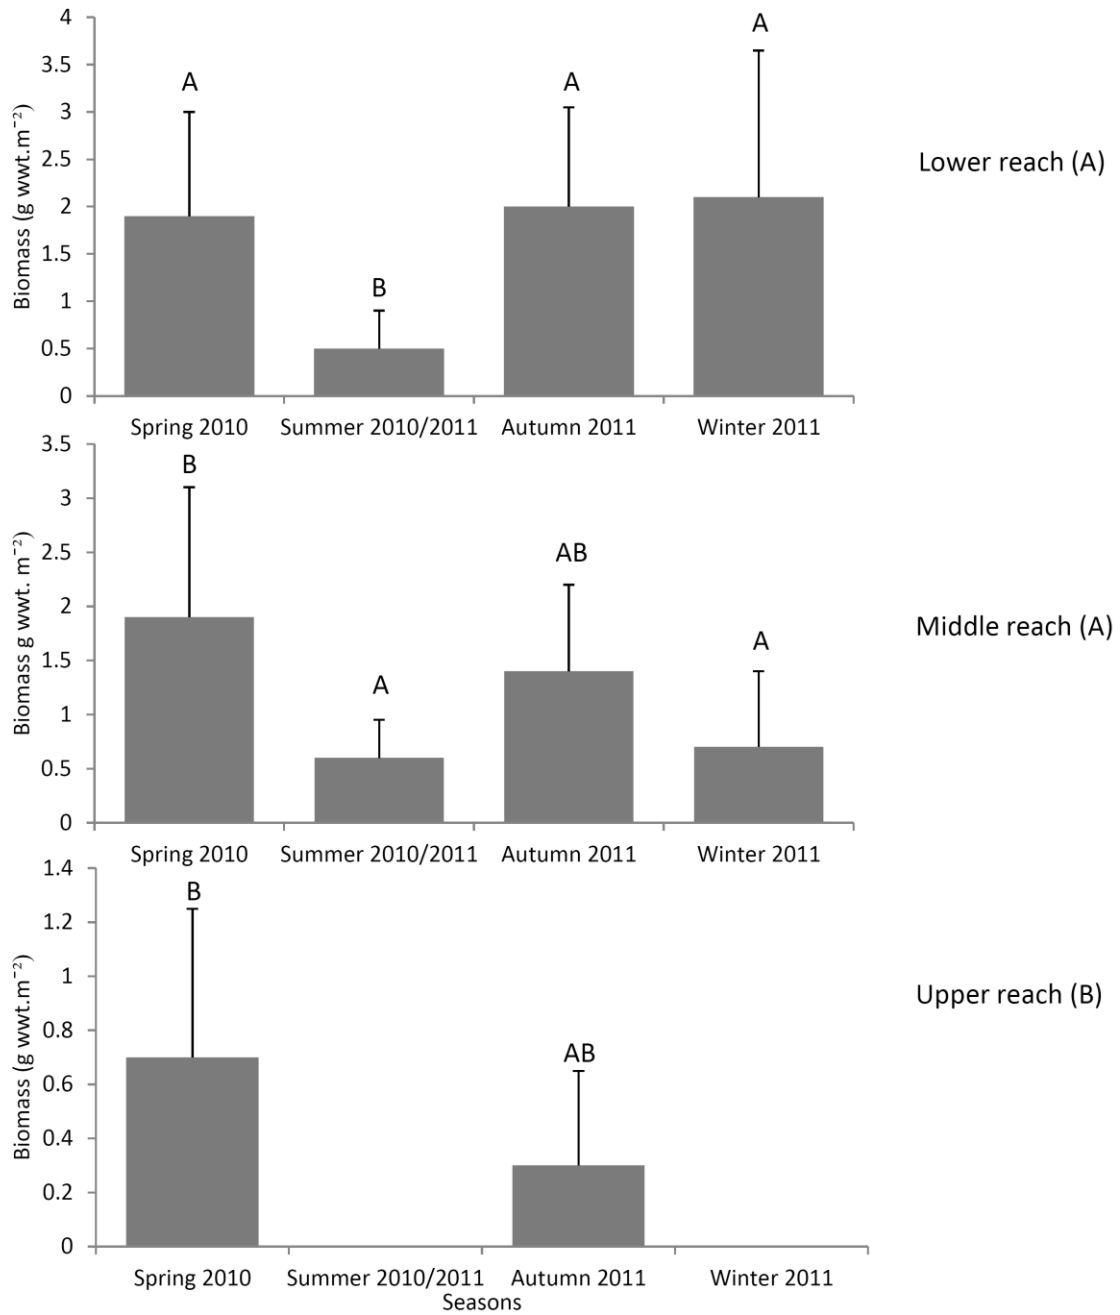 4
3.5
3
2.5
2
1.5
1
0.5
0
Biomass (g wwt.m⁻²)
A
B
A
A
Spring 2010
Summer 2010/2011
Autumn 2011
Winter 2011
Lower reach (A)
3.5
3
2.5
2
1.5
1
0.5
0
Biomass g wwt. m⁻²)
B
A
AB
A
Spring 2010
Summer 2010/2011
Autumn 2011
Winter 2011
Middle reach (A)
1.4
1.2
1
0.8
0.6
0.4
0.2
0
Biomass (g wwt.m⁻²)
B
AB
Spring 2010
Summer 2010/2011
Autumn 2011
Winter 2011
Seasons
Upper reach (B)